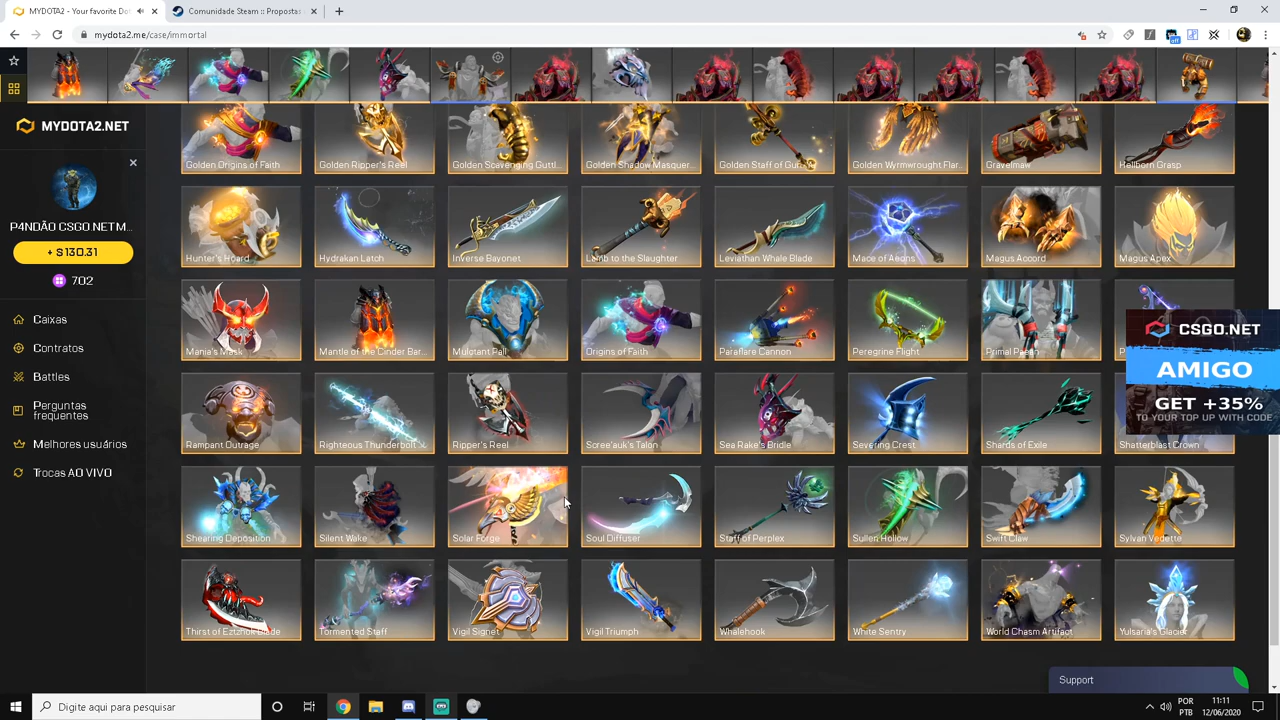 MYDOTA2 - Your favorite Do
Comunidade Steam :: Propostas
mydota2.me/case/immortal
MYDOTA2.NET
P4NDÃO CSGO NET M...
+ $ 130.31
702
Caixas
Contratos
Battles
Perguntas
frequentes
Melhores usuários
Trocas AO VIVO
Golden Origins of Faith
Golden Ripper's Reel
Golden Scavenging Guttl...
Golden Shadow Masquer...
Golden Staff of Gun...
Golden Wyrmwrought Flar...
Gravelmaw
Hellborn Grasp
Hunter's Hoard
Hydrakan Latch
Inverse Bayonet
Lamb to the Slaughter
Leviathan Whale Blade
Mace of Aeons
Magus Accord
Magus Apex
Mania's Mask
Mantle of the Cinder Bar...
Mulctant Pall
Origins of Faith
Paraflare Cannon
Peregrine Flight
Primal Paean
Rampant Outrage
Righteous Thunderbolt
Ripper's Reel
Scree'auk's Talon
Sea Rake's Bridle
Severing Crest
Shards of Exile
Shatterblast Crown
Shearing Deposition
Silent Wake
Solar Forge
Soul Diffuser
Staff of Perplex
Sullen Hollow
Swift Claw
Sylvan Vedette
Thirst of Eztzhok Blade
Tormented Staff
Vigil Signet
Vigil Triumph
Whalehook
White Sentry
World Chasm Artifact
Yulsaria's Glacier
CSGO.NET
AMIGO
GET +35%
TO YOUR TOP UP WITH CODE
Support
Digite aqui para pesquisar
POR
PTB
11:11
12/06/2020